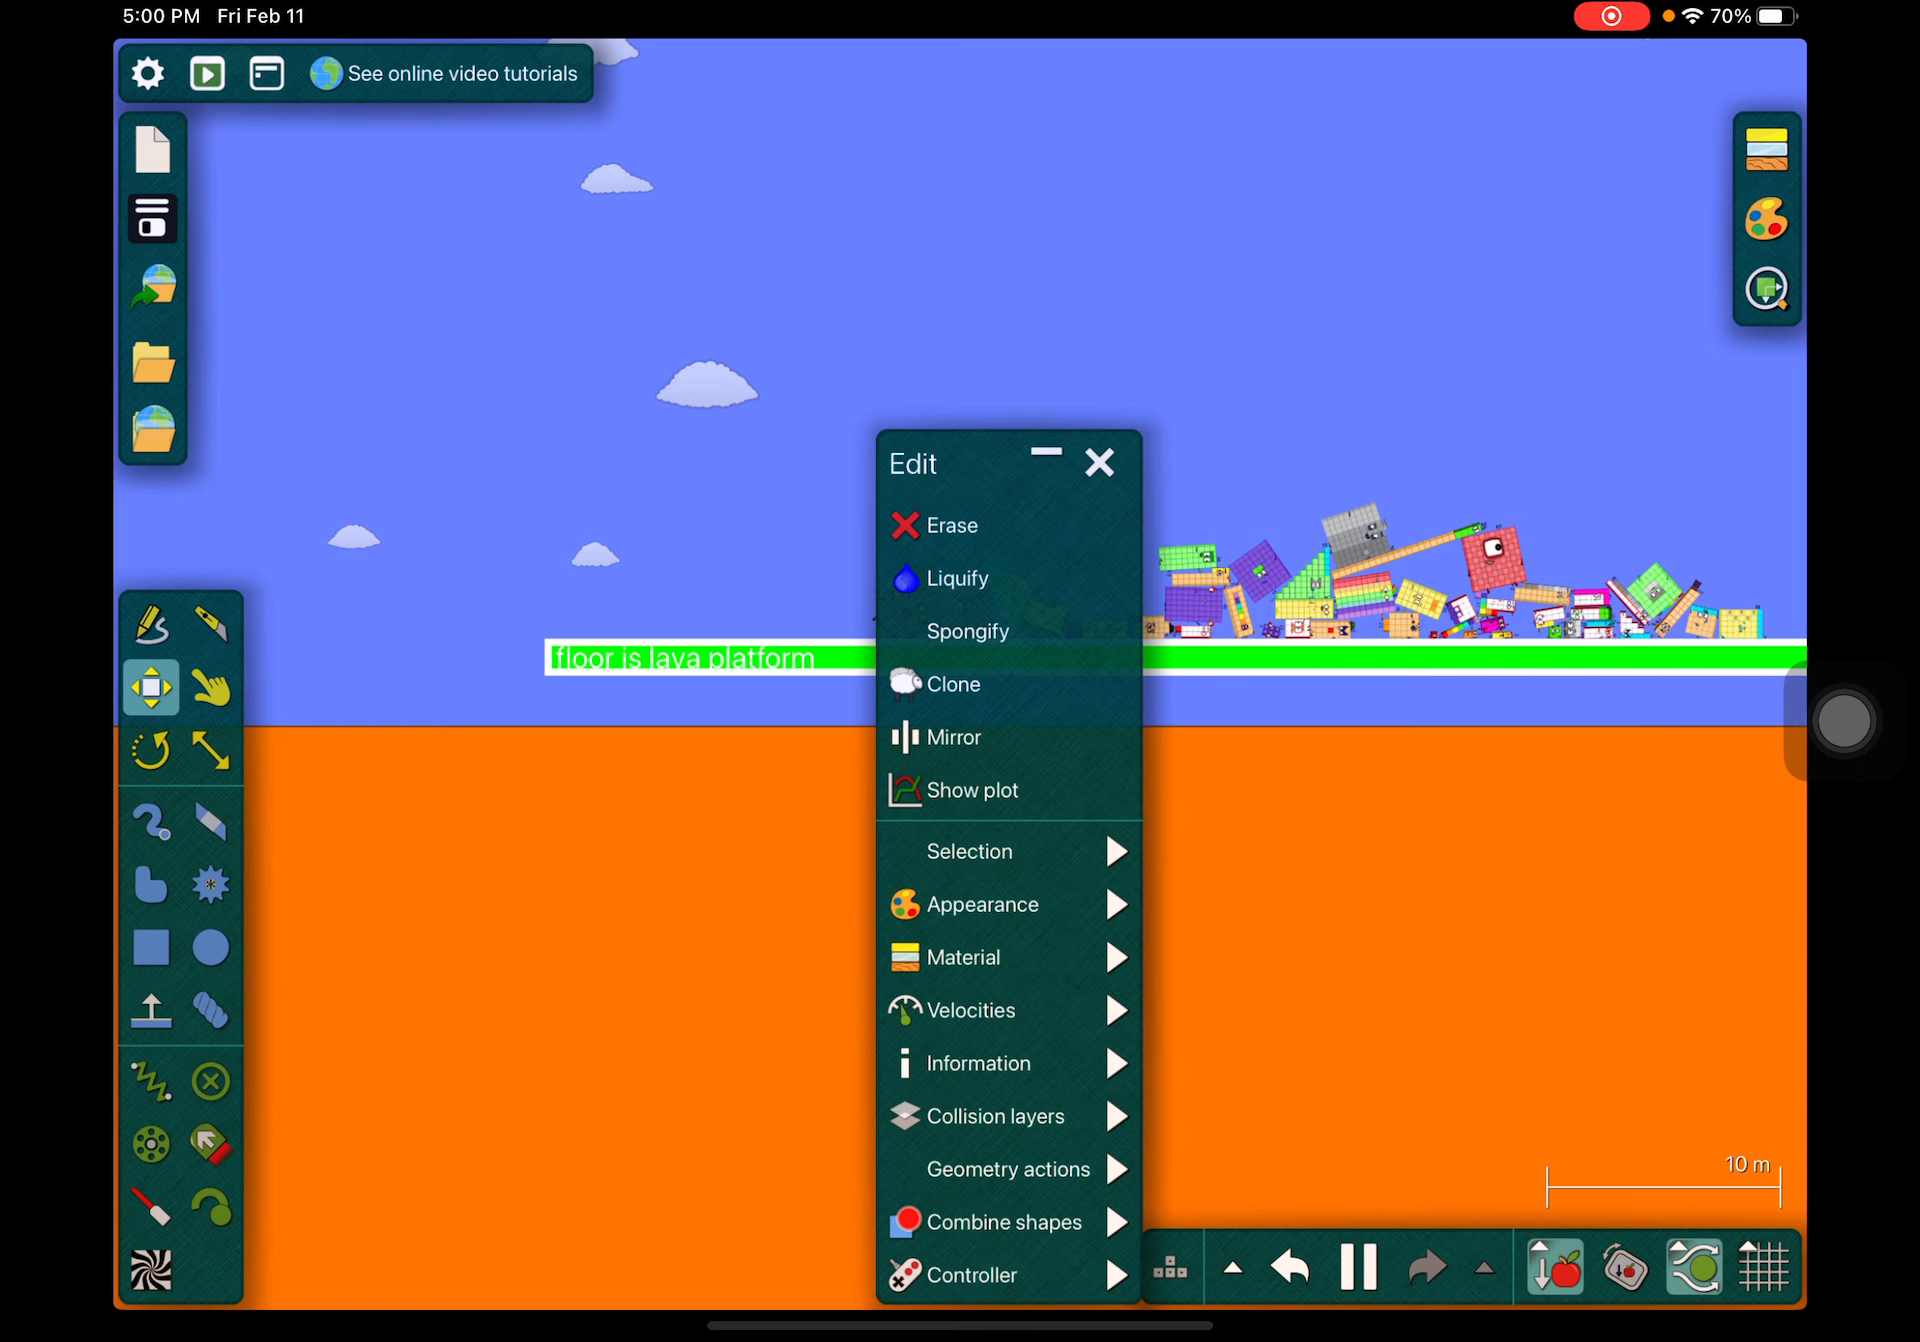 5:00 PM Fri Feb 11
70%
See online video tutorials
Edit
Erase
Liquify
Spongify
Clone
Mirror
Show plot
Selection
Appearance
Material
Velocities
Information
Collision layers
Geometry actions
Combine shapes
Controller
floor is lava platform
10 m